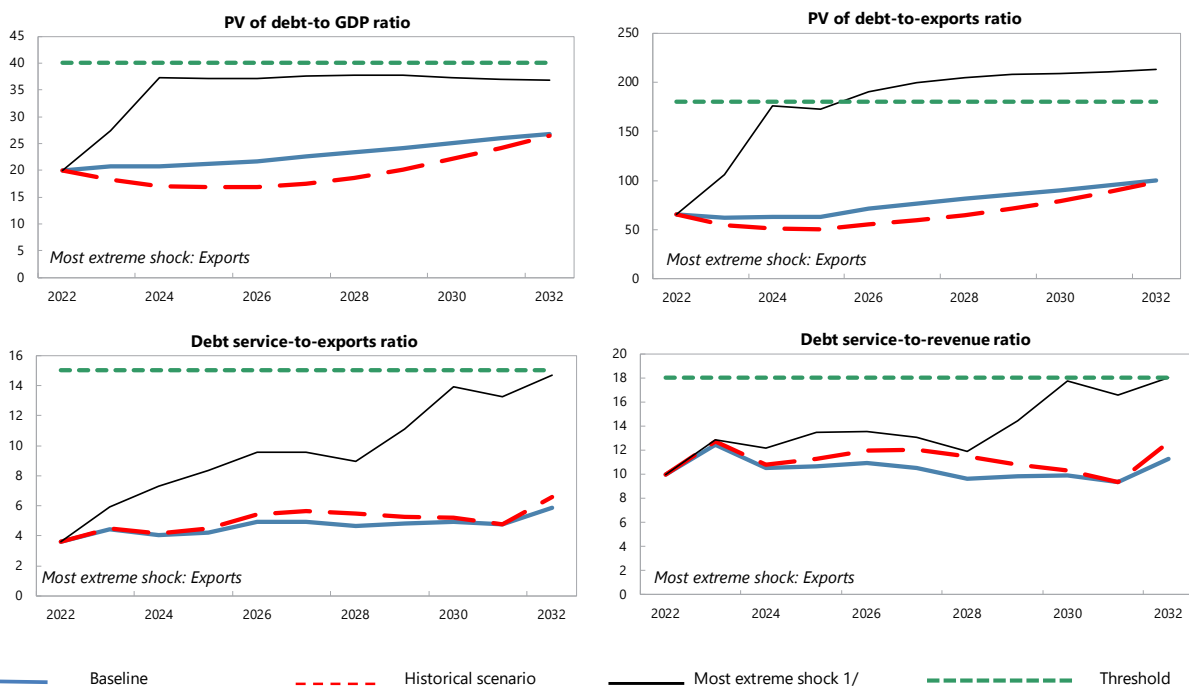 PV of debt-to GDP ratio
45
40
35
30
25
20
15
10
5
0
Most extreme shock: Exports
2022 2024 2026 2028 2030 2032
PV of debt-to-exports ratio
250
200
150
100
50
0
Most extreme shock: Exports
2022 2024 2026 2028 2030 2032
Debt service-to-exports ratio
16
14
12
10
8
6
4
2
0
Most extreme shock: Exports
2022 2024 2026 2028 2030 2032
Debt service-to-revenue ratio
20
18
16
14
12
10
8
6
4
2
0
Most extreme shock: Exports
2022 2024 2026 2028 2030 2032
Baseline Historical scenario Most extreme shock 1/ Threshold